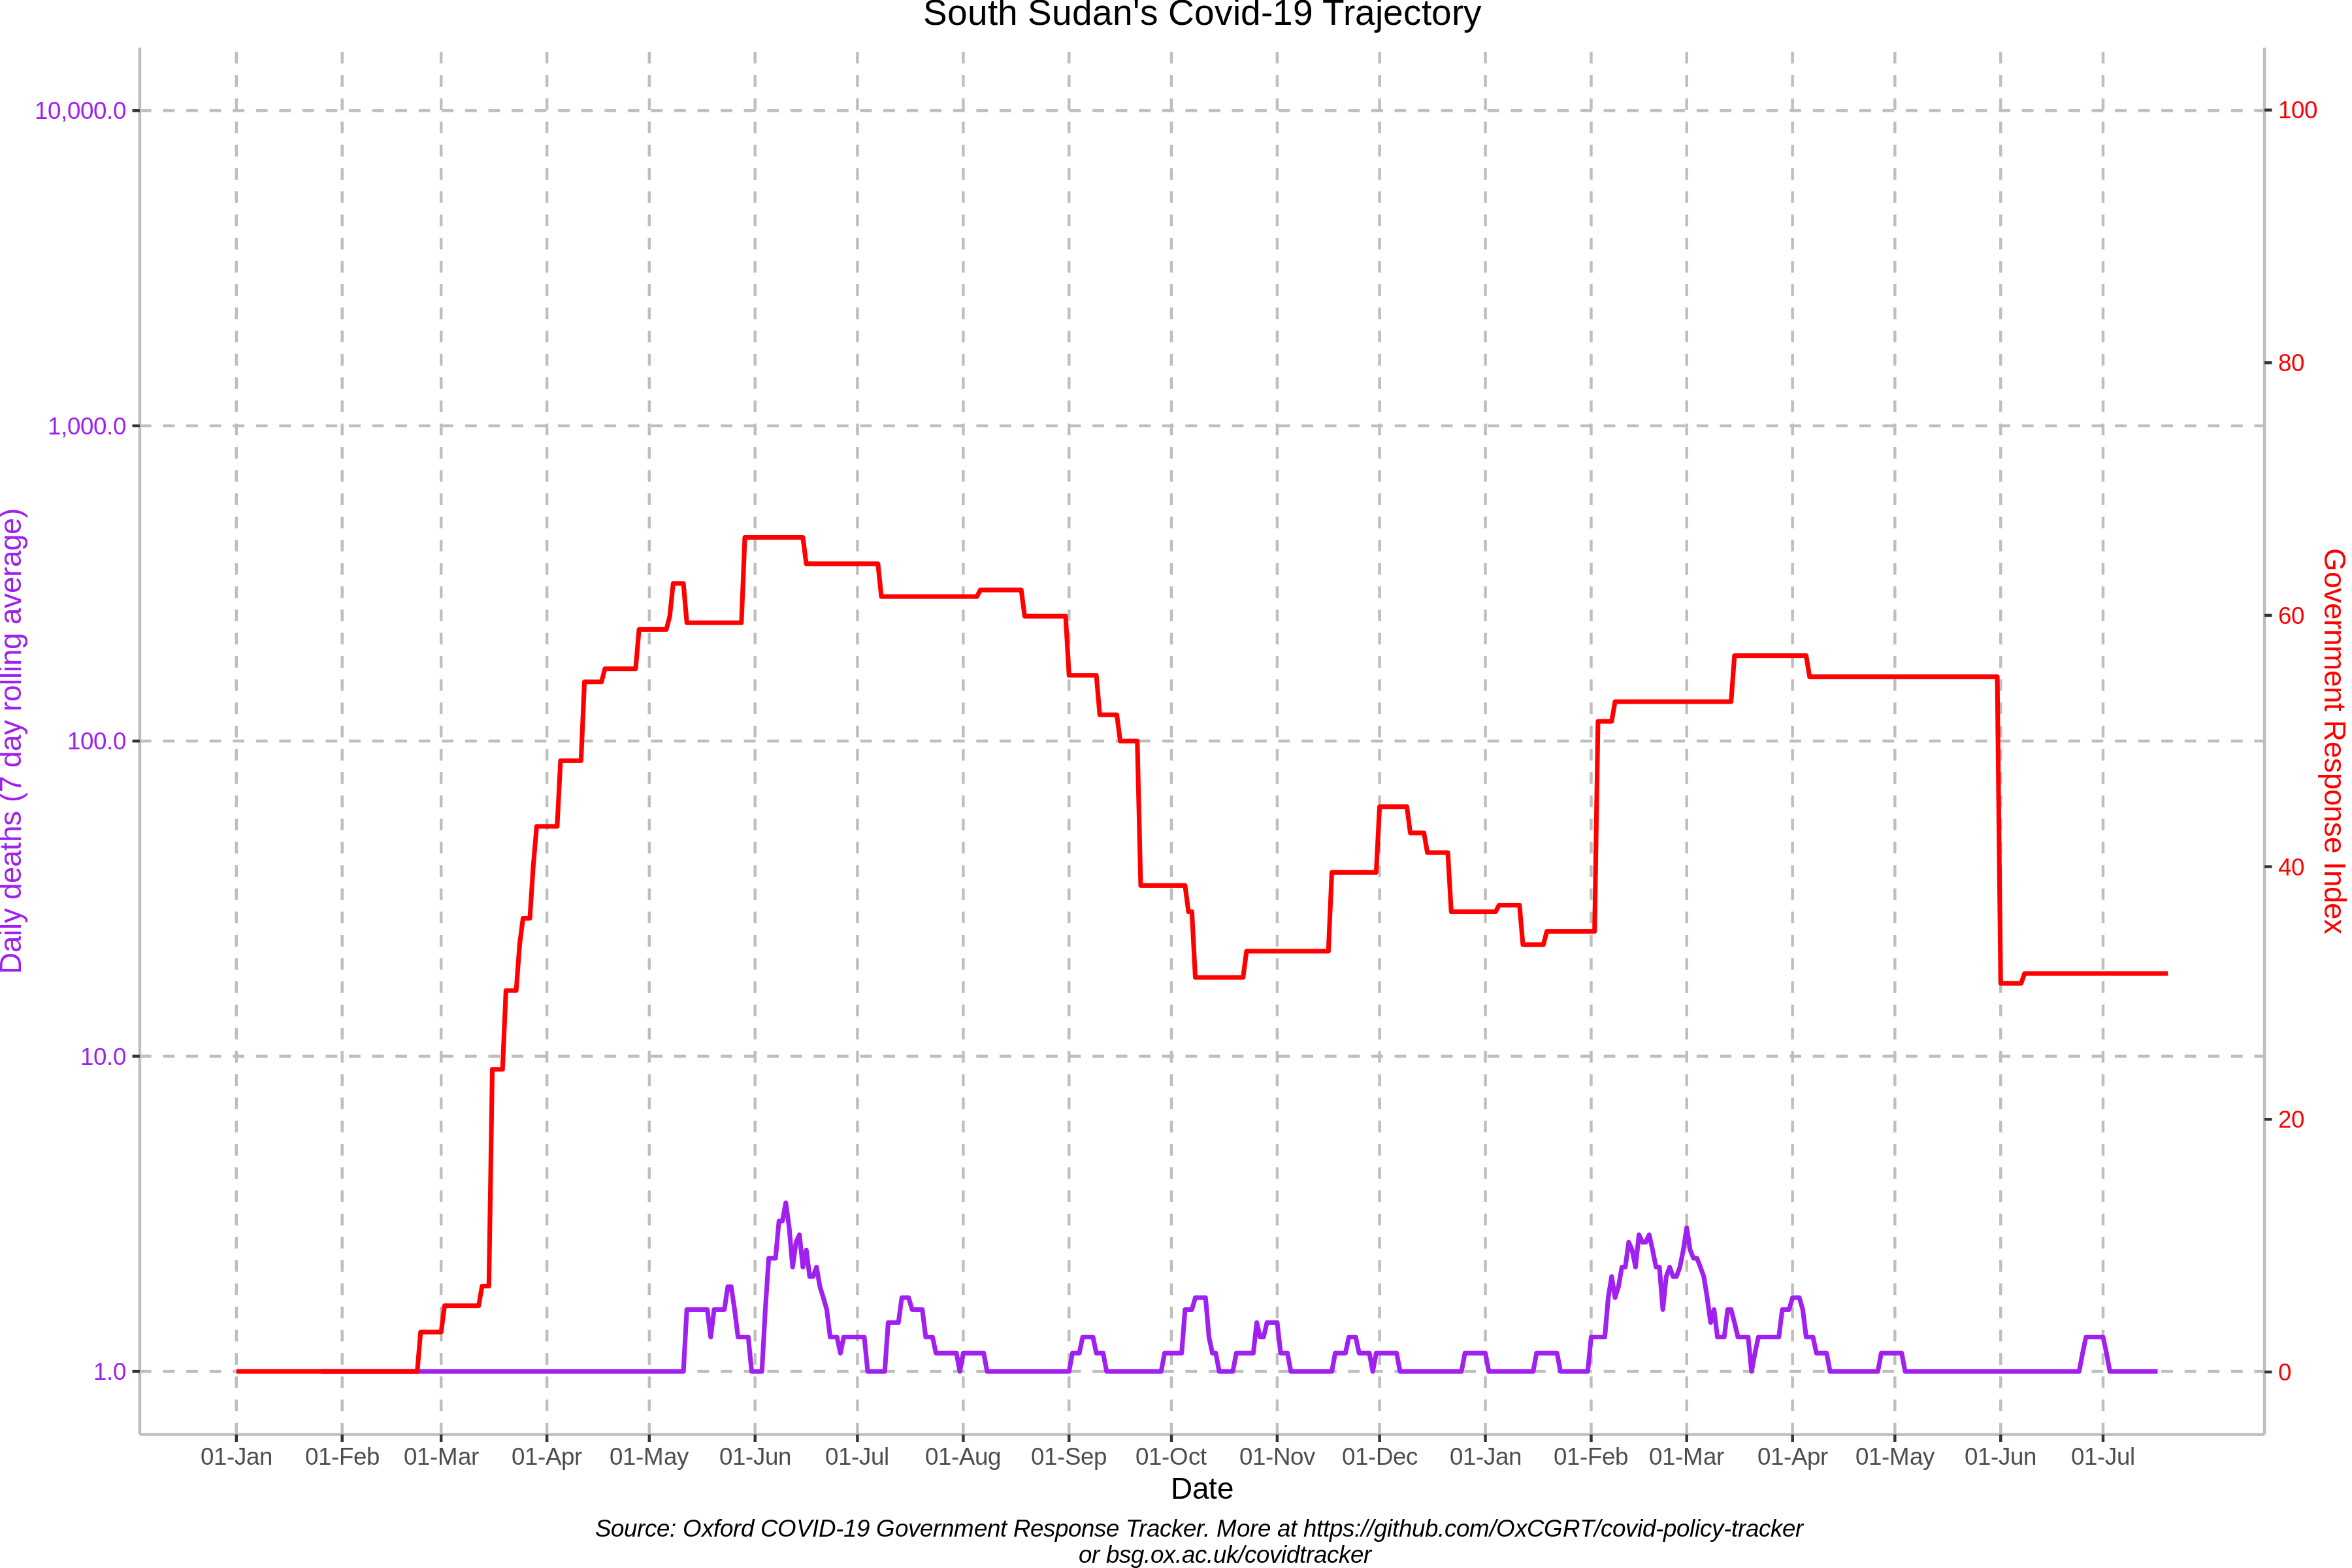 South Sudan's Covid-19 Trajectory
10,000.0
1,000.0
100.0
10.0
1.0
Daily deaths (7 day rolling average)
100
80
60
40
20
0
Government Response Index
01-Jan 01-Feb 01-Mar 01-Apr 01-May 01-Jun 01-Jul 01-Aug 01-Sep 01-Oct 01-Nov 01-Dec 01-Jan 01-Feb 01-Mar 01-Apr 01-May 01-Jun 01-Jul
Date
Source: Oxford COVID-19 Government Response Tracker. More at https://github.com/OxCGRT/covid-policy-tracker
or bsg.ox.ac.uk/covidtracker